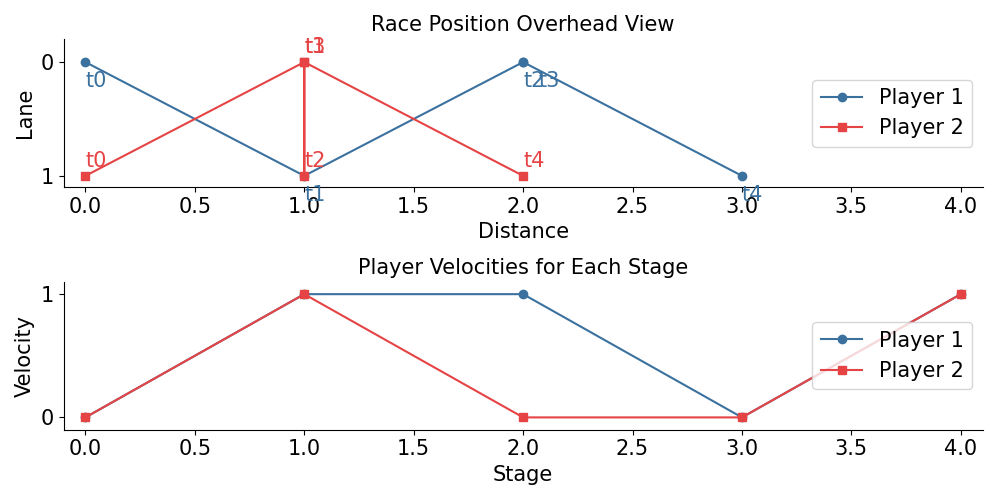 Race Position Overhead View
0
t1
t3
t0
t2
t3
Lane
Player 1
Player 2
t0
t2
t4
1
t1
t4
0.0 0.5 1.0 1.5 2.0 2.5 3.0 3.5 4.0
Distance
Player Velocities for Each Stage
1
Velocity
Player 1
Player 2
0
0.0 0.5 1.0 1.5 2.0 2.5 3.0 3.5 4.0
Stage